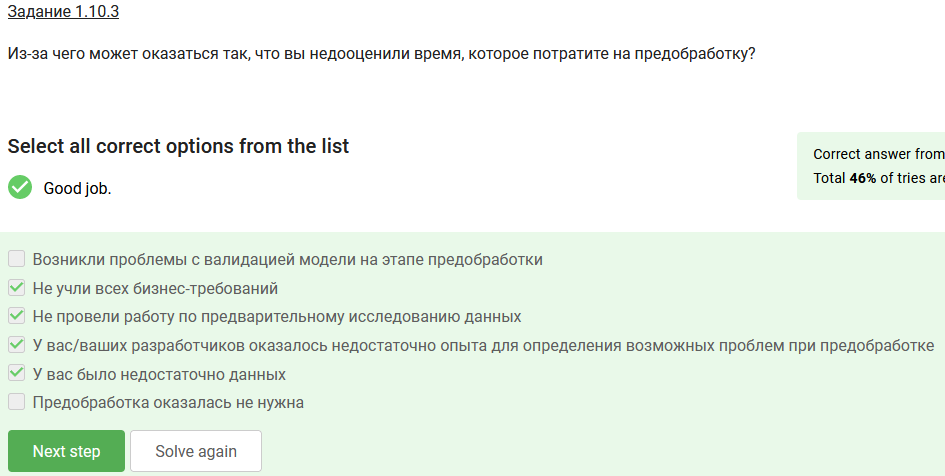 Задание 1.10.3
Из-за чего может оказаться так, что вы недооценили время, которое потратите на предобработку?
Select all correct options from the list
Good job.
Correct answer from
Total 46% of tries are
Возникли проблемы с валидацией модели на этапе предобработки
Не учли всех бизнес-требований
Не провели работу по предварительному исследованию данных
У вас/ваших разработчиков оказалось недостаточно опыта для определения возможных проблем при предобработке
У вас было недостаточно данных
Предобработка оказалась не нужна
Next step Solve again